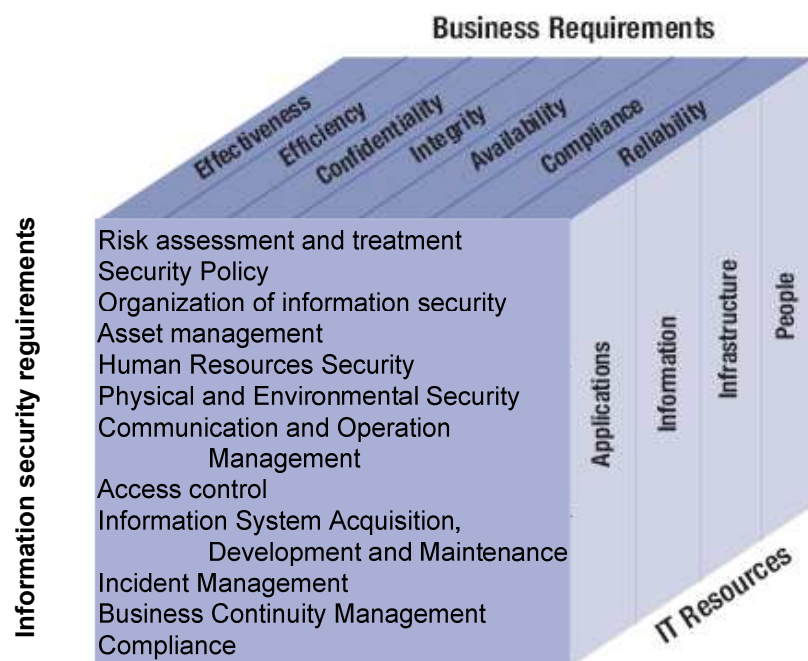 Business Requirements
Effectiveness
Efficiency
Confidentiality
Integrity
Availability
Compliance
Reliability
Information security reguirements
Risk assessment and treatment
Security Policy
Organization of information security
Asset management
Human Resources Security
Physical and Environmental Security
Communication and Operation
Management
Access control
Information System Acquisition,
Development and Maintenance
Incident Management
Business Continuity Management
Compliance
Applications
Information
Infrastructure
People
IT Resources